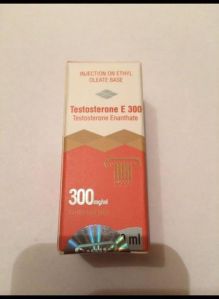 INJECTION ON ETHYL
OLEATE BASE
Testosterone E 300
Testosterone Enanthate
300mg/ml
ml